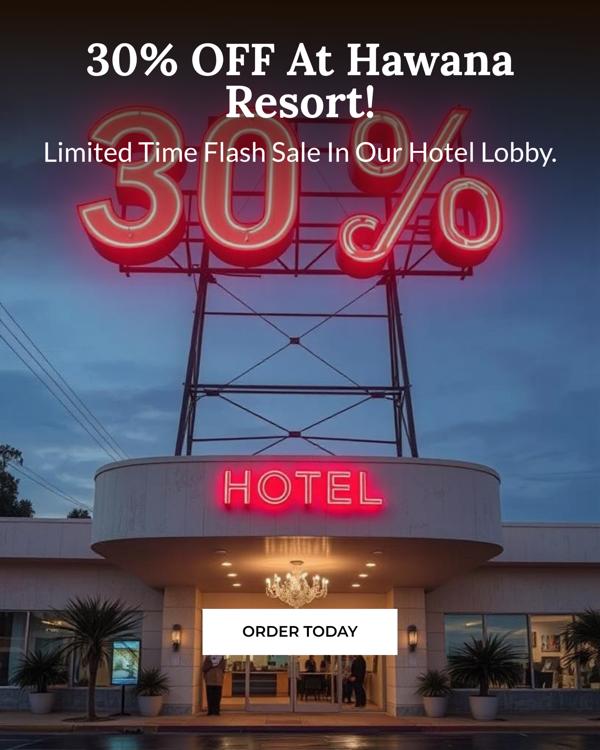 30% OFF At Hawana
Resort!
Limited Time Flash Sale In Our Hotel Lobby.
30%
HOTEL
ORDER TODAY